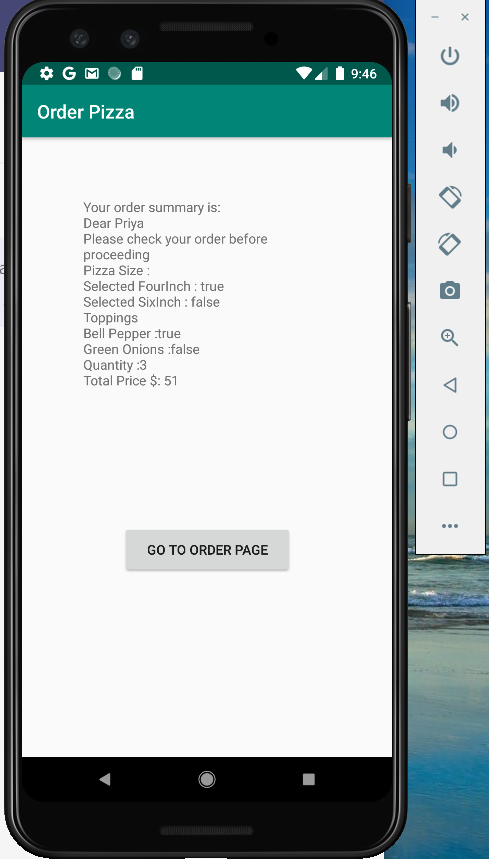 9:46
Order Pizza
Your order summary is:
Dear Priya
Please check your order before
proceeding
Pizza Size :
Selected FourInch : true
Selected SixInch : false
Toppings
Bell Pepper :true
Green Onions :false
Quantity :3
Total Price $: 51
GO TO ORDER PAGE